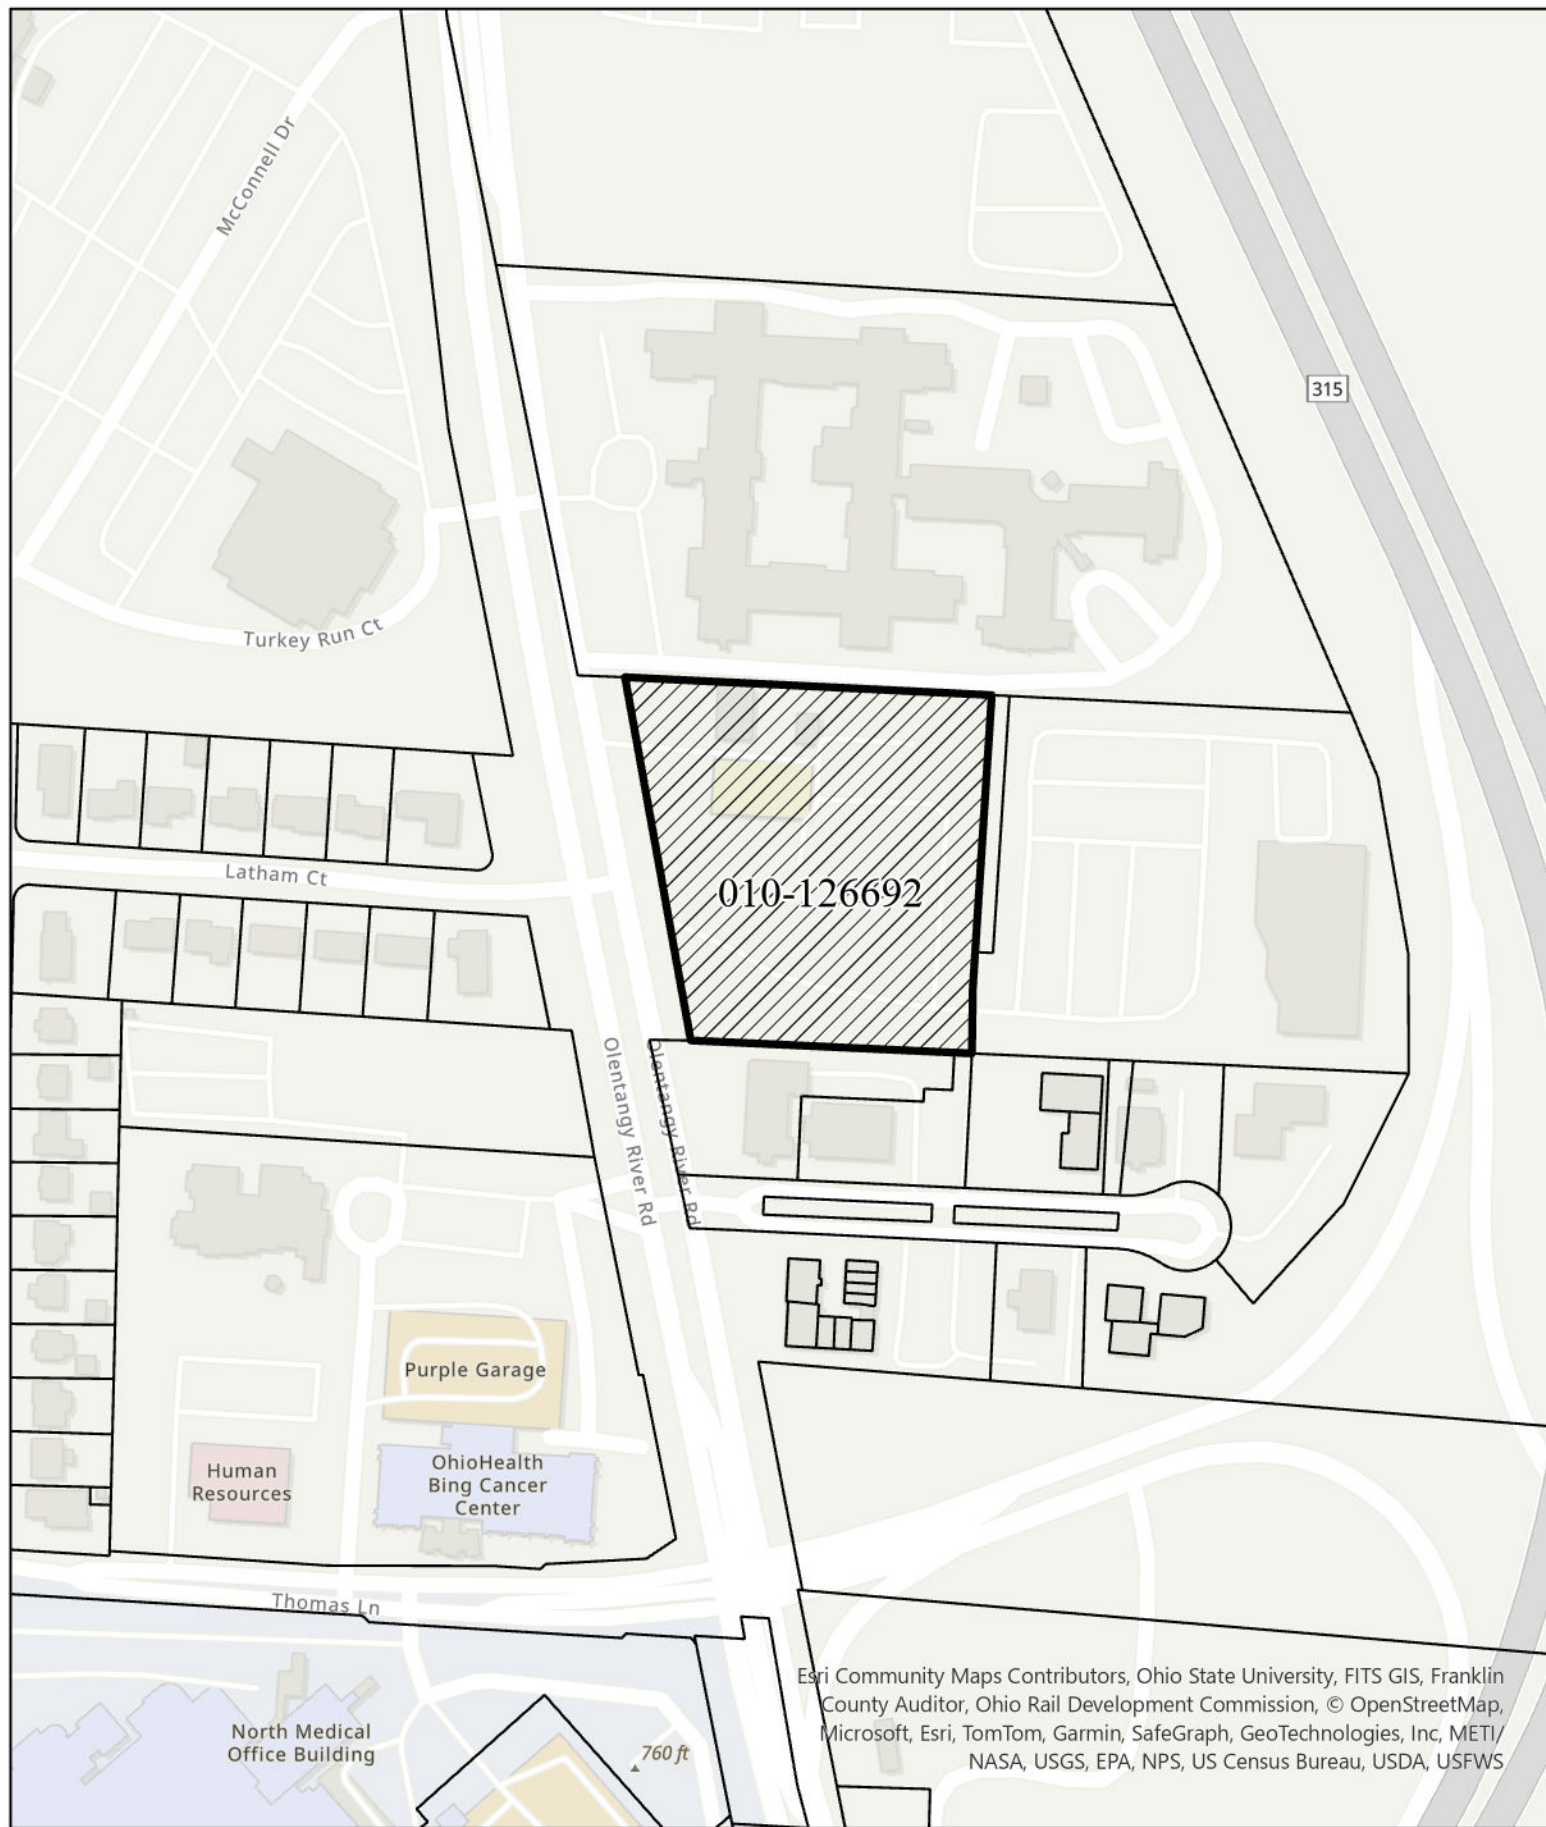 McConnell Dr
315
Turkey Run Ct
Latham Ct
010-126692
Olentangy River Rd
Olentangy River Rd
Purple Garage
OhioHealth
Bing Cancer
Center
Human
Resources
Thomas Ln
North Medical
Office Building
760 ft
Esri Community Maps Contributors, Ohio State University, FITS GIS, Franklin
County Auditor, Ohio Rail Development Commission, © OpenStreetMap,
Microsoft, Esri, TomTom, Garmin, SafeGraph, GeoTechnologies, Inc, METI/
NASA, USGS, EPA, NPS, US Census Bureau, USDA, USFWS